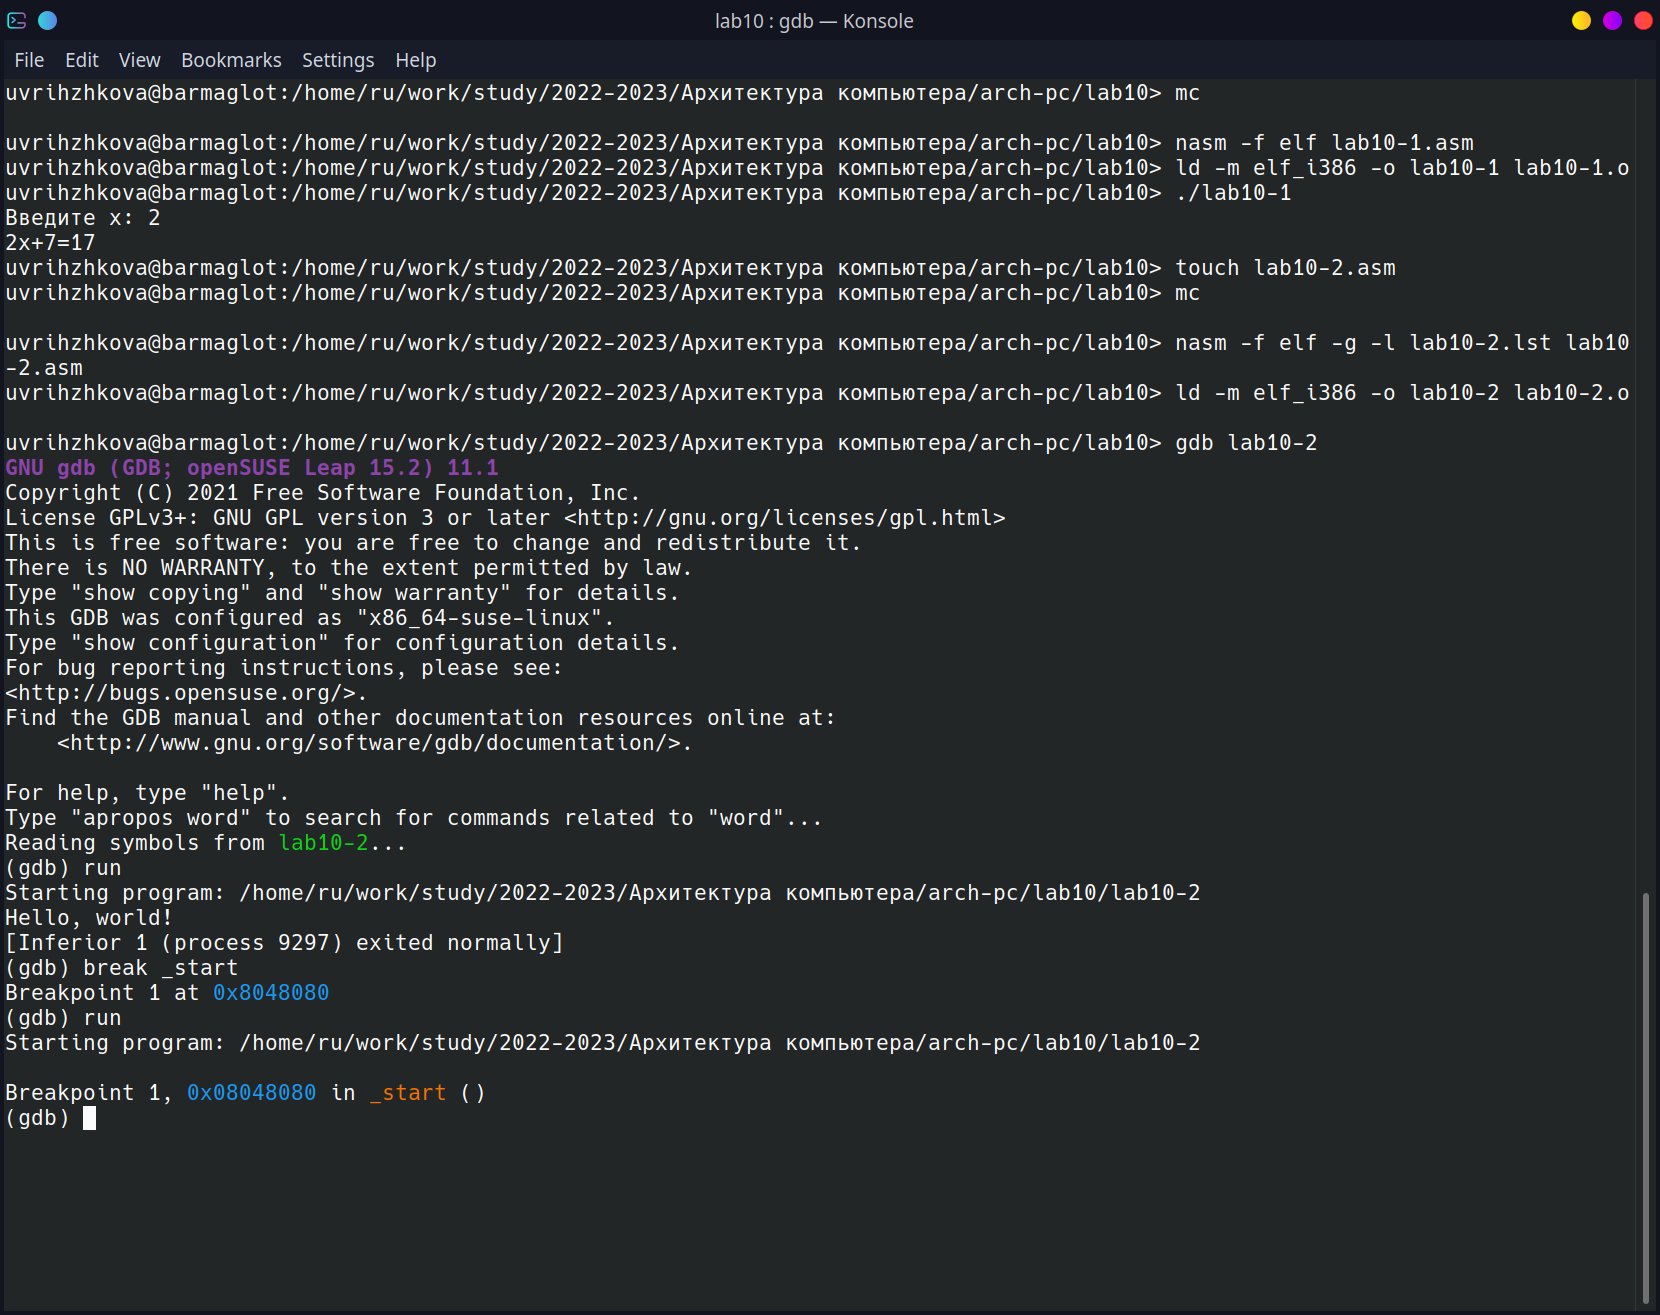 lab10 : gdb — Konsole
File Edit View Bookmarks Settings Help
uvrihzhkova@barmaglot:/home/ru/work/study/2022-2023/Архитектура компьютера/arch-pc/lab10> mc
uvrihzhkova@barmaglot:/home/ru/work/study/2022-2023/Архитектура компьютера/arch-pc/lab10> nasm -f elf lab10-1.asm
uvrihzhkova@barmaglot:/home/ru/work/study/2022-2023/Архитектура компьютера/arch-pc/lab10> ld -m elf_i386 -o lab10-1 lab10-1.o
uvrihzhkova@barmaglot:/home/ru/work/study/2022-2023/Архитектура компьютера/arch-pc/lab10> ./lab10-1
Введите x: 2
2x+7=17
uvrihzhkova@barmaglot:/home/ru/work/study/2022-2023/Архитектура компьютера/arch-pc/lab10> touch lab10-2.asm
uvrihzhkova@barmaglot:/home/ru/work/study/2022-2023/Архитектура компьютера/arch-pc/lab10> mc
uvrihzhkova@barmaglot:/home/ru/work/study/2022-2023/Архитектура компьютера/arch-pc/lab10> nasm -f elf -g -l lab10-2.lst lab10
-2.asm
uvrihzhkova@barmaglot:/home/ru/work/study/2022-2023/Архитектура компьютера/arch-pc/lab10> ld -m elf_i386 -o lab10-2 lab10-2.o
uvrihzhkova@barmaglot:/home/ru/work/study/2022-2023/Архитектура компьютера/arch-pc/lab10> gdb lab10-2
GNU gdb (GDB; openSUSE Leap 15.2) 11.1
Copyright (C) 2021 Free Software Foundation, Inc.
License GPLv3+: GNU GPL version 3 or later <http://gnu.org/licenses/gpl.html>
This is free software: you are free to change and redistribute it.
There is NO WARRANTY, to the extent permitted by law.
Type "show copying" and "show warranty" for details.
This GDB was configured as "x86_64-suse-linux".
Type "show configuration" for configuration details.
For bug reporting instructions, please see:
<http://bugs.opensuse.org/>.
Find the GDB manual and other documentation resources online at:
    <http://www.gnu.org/software/gdb/documentation/>.
For help, type "help".
Type "apropos word" to search for commands related to "word"...
Reading symbols from lab10-2...
(gdb) run
Starting program: /home/ru/work/study/2022-2023/Архитектура компьютера/arch-pc/lab10/lab10-2
Hello, world!
[Inferior 1 (process 9297) exited normally]
(gdb) break _start
Breakpoint 1 at 0x8048080
(gdb) run
Starting program: /home/ru/work/study/2022-2023/Архитектура компьютера/arch-pc/lab10/lab10-2
Breakpoint 1, 0x08048080 in _start ()
(gdb)